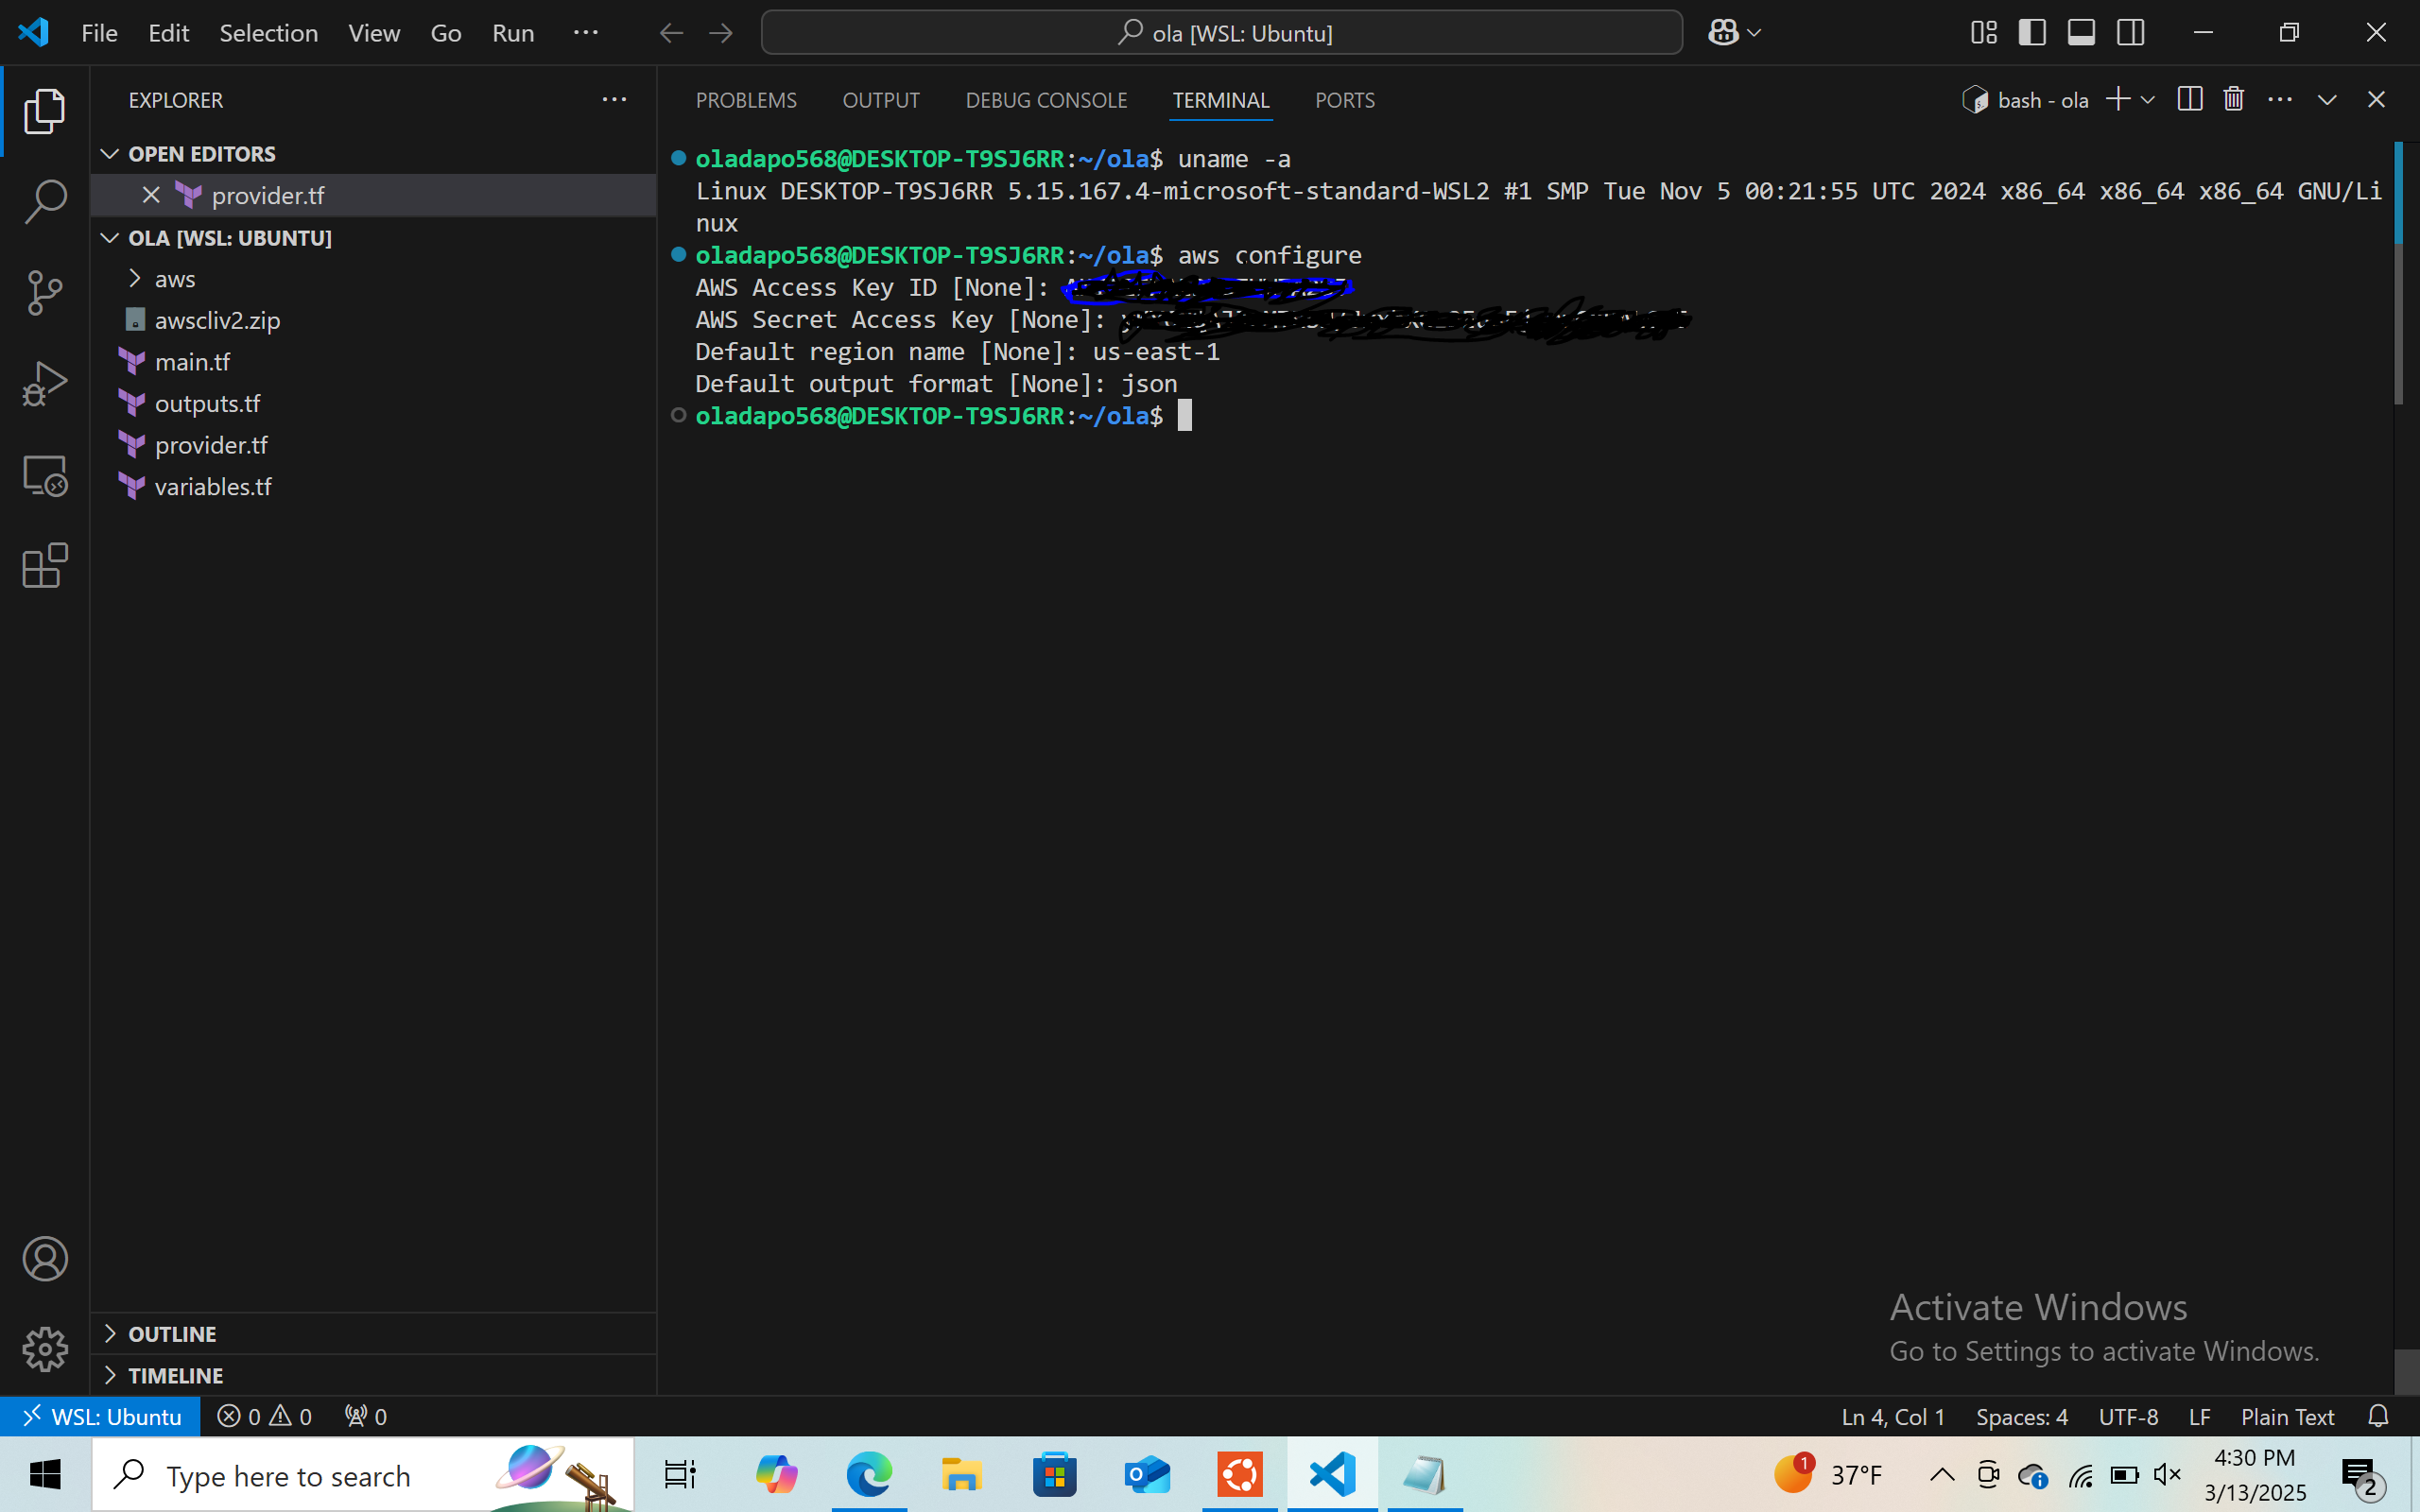 File Edit Selection View Go Run ··· ola [WSL: Ubuntu]
EXPLORER
OPEN EDITORS
provider.tf
OLA [WSL: UBUNTU]
aws
awscliv2.zip
main.tf
outputs.tf
provider.tf
variables.tf
OUTLINE
TIMELINE
PROBLEMS OUTPUT DEBUG CONSOLE TERMINAL PORTS bash - ola
oladapo568@DESKTOP-T9SJ6RR:~/ola$ uname -a
Linux DESKTOP-T9SJ6RR 5.15.167.4-microsoft-standard-WSL2 #1 SMP Tue Nov 5 00:21:55 UTC 2024 x86_64 x86_64 x86_64 GNU/Li
nux
oladapo568@DESKTOP-T9SJ6RR:~/ola$ aws configure
AWS Access Key ID [None]:
AWS Secret Access Key [None]:
Default region name [None]: us-east-1
Default output format [None]: json
oladapo568@DESKTOP-T9SJ6RR:~/ola$
Activate Windows
Go to Settings to activate Windows.
WSL: Ubuntu 0 0 0 Ln 4, Col 1 Spaces: 4 UTF-8 LF Plain Text
Type here to search 1 37°F 4:30 PM
3/13/2025 2